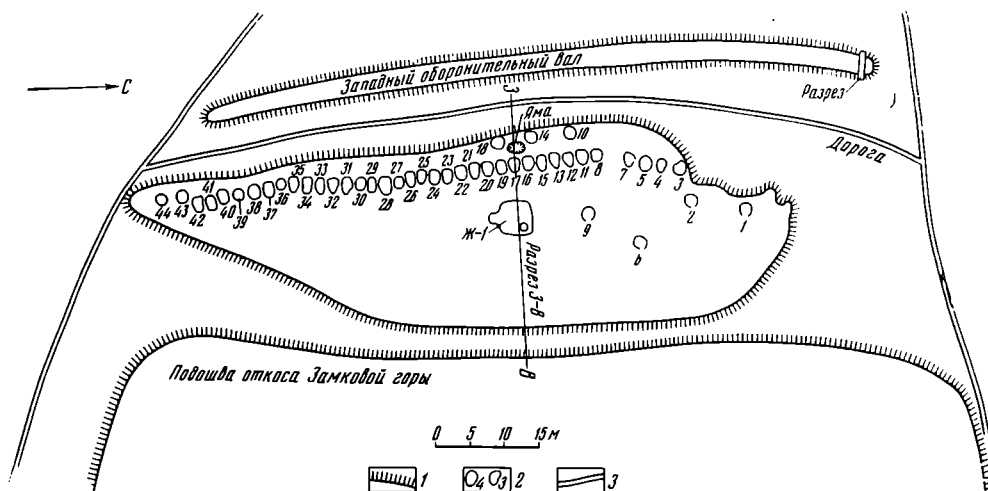 Западный оборонительный вал
Разрез
С
З
Яма
Дорога
18 14 10
35 33 31 29 27 25 23 21
41
44 43 42 40 39 38 37 36 34 32 30 28 26 24 22 20 19 17 16 15 13 12 11 8 7 5 4 3
2 1
9
6
Ж-1
Разрез З-В
В
Подошва откоса Замковой горы
0 5 10 15 м
1 4 3 2 3